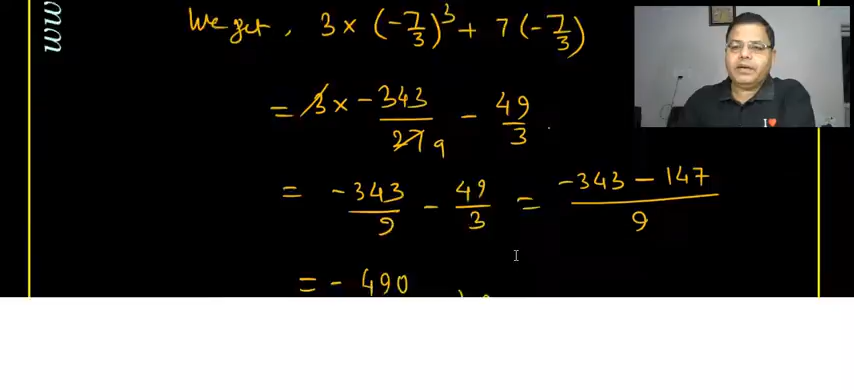 We get, 3 × (-7/3)³ + 7(-7/3)
= 3 × -343/27 9 - 49/3.
= -343/9 - 49/3 = -343 - 147/9
= - 490
I ❤